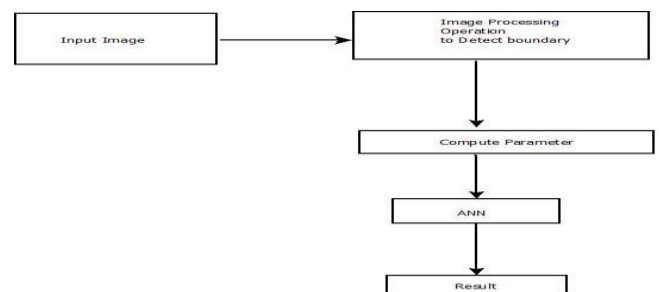 Input Image
Image Processing
Operation
to Detect boundary
Compute Parameter
ANN
Result